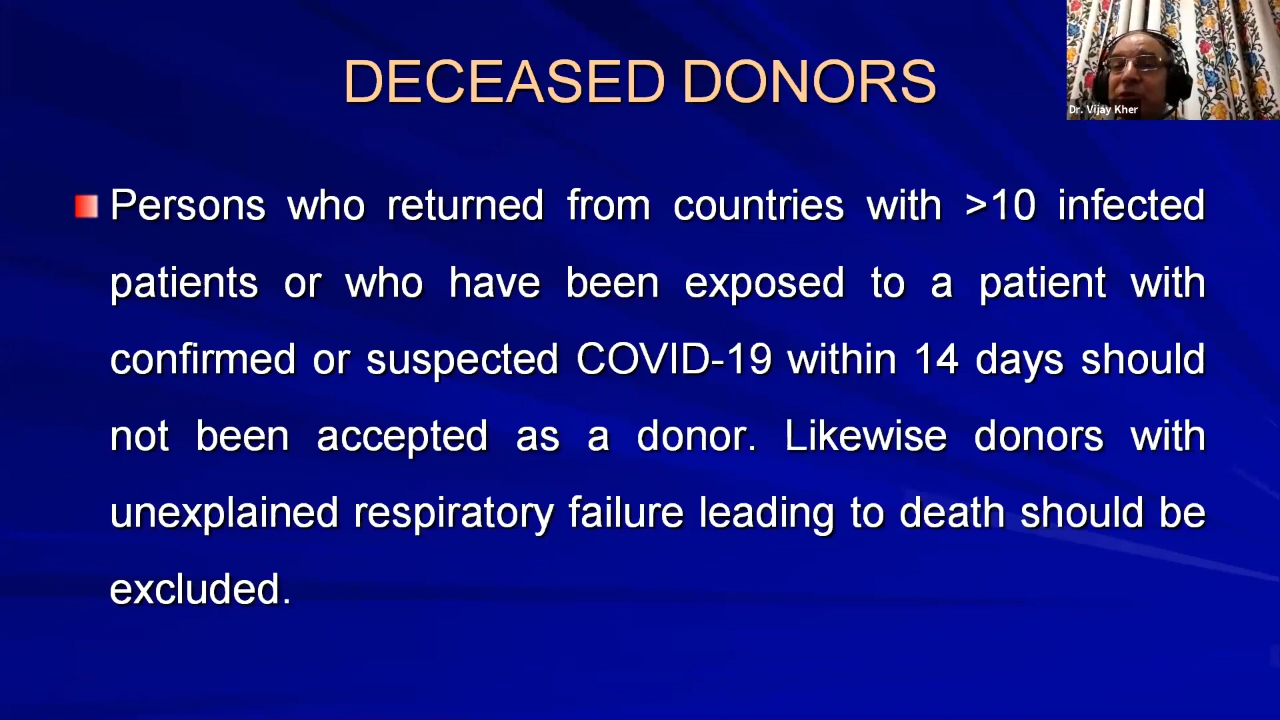 DECEASED DONORS
Dr. Vijay Kher
Persons who returned from countries with >10 infected
patients or who have been exposed to a patient with
confirmed or suspected COVID-19 within 14 days should
not been accepted as a donor. Likewise donors with
unexplained respiratory failure leading to death should be
excluded.